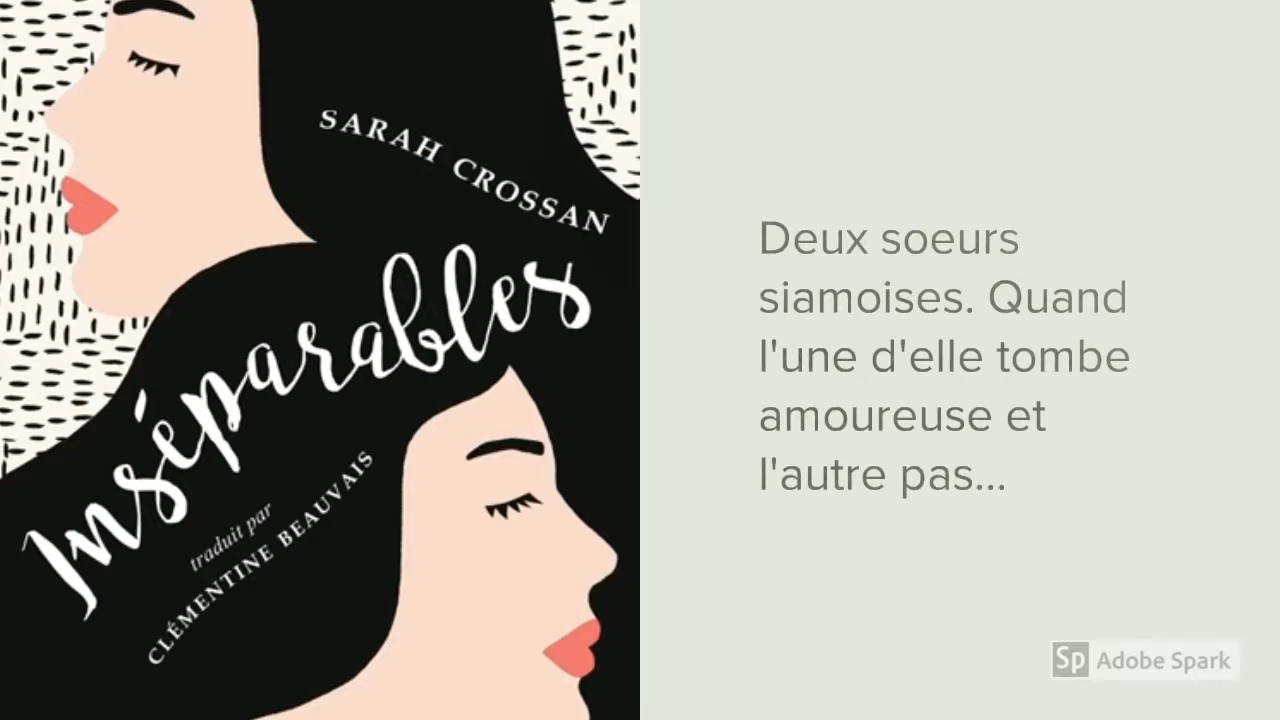 SARAH CROSSAN
Inséparables
traduit par
CLÉMENTINE BEAUVAIS
Deux soeurs
siamoises. Quand
l'une d'elle tombe
amoureuse et
l'autre pas...
Sp Adobe Spark